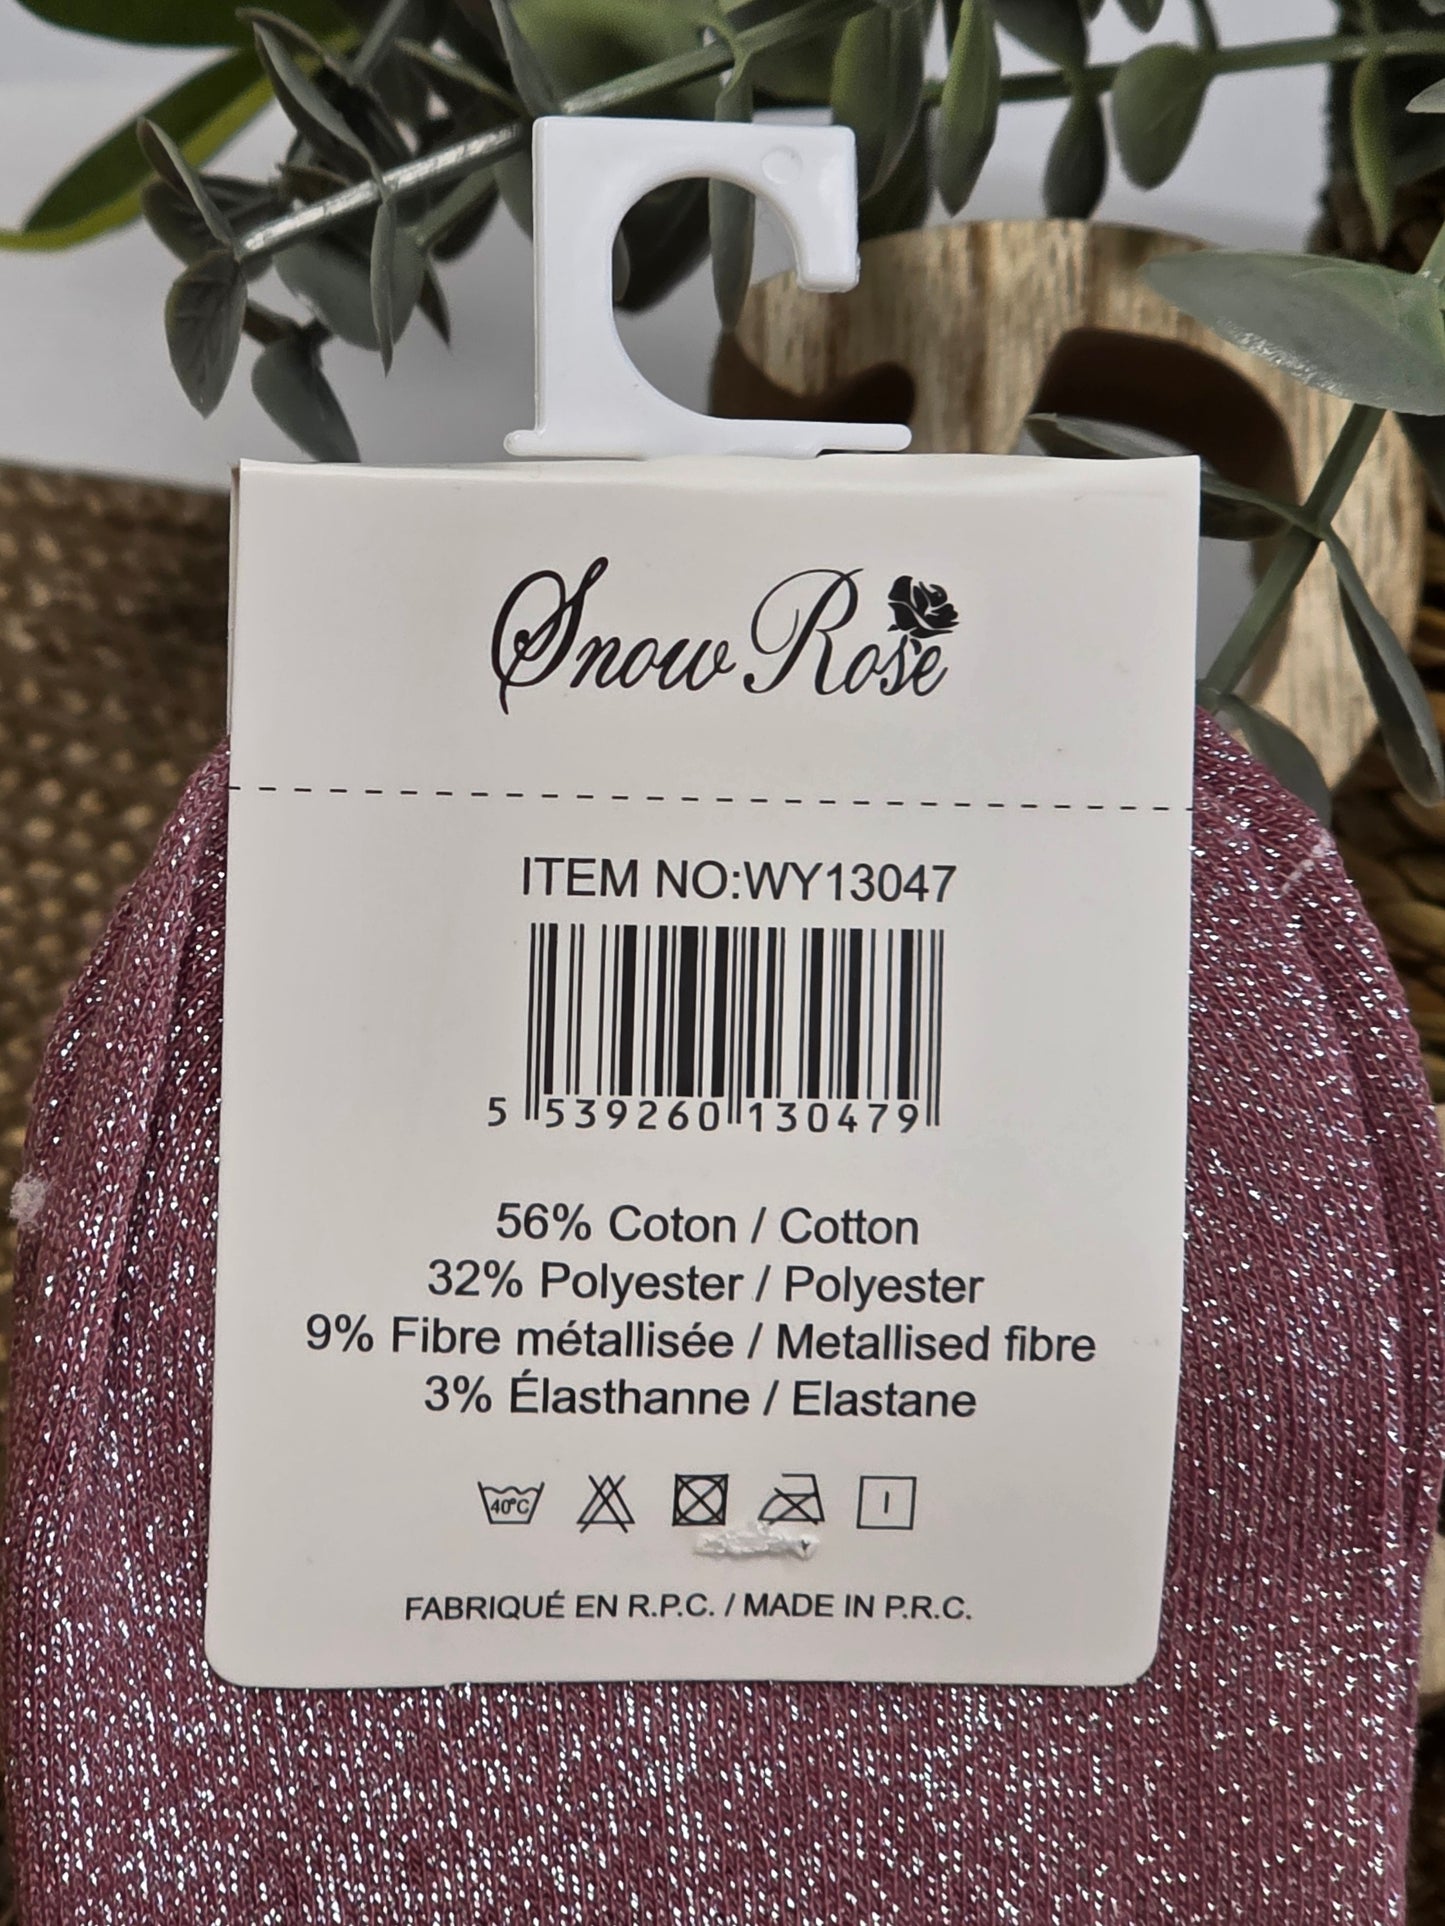 Snow Rose
ITEM NO:WY13047
5 539260 130479
56% Coton / Cotton
32% Polyester / Polyester
9% Fibre métallisée / Metallised fibre
3% Élasthanne / Elastane
40°C
FABRIQUÉ EN R.P.C. / MADE IN P.R.C.